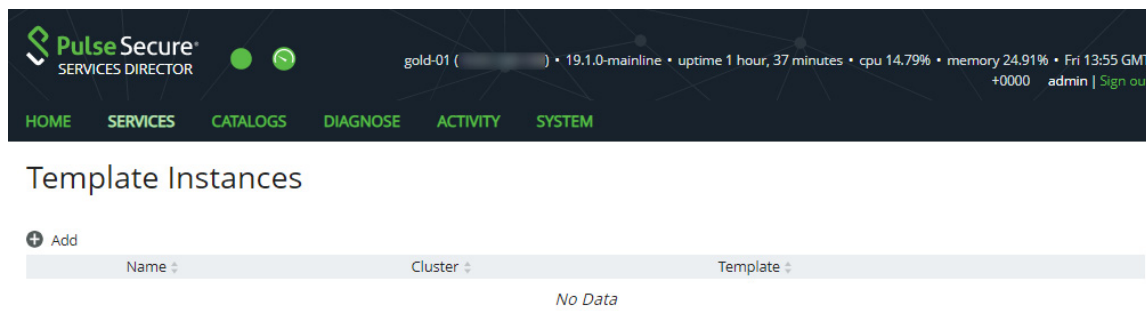 Pulse Secure®
SERVICES DIRECTOR
gold-01 ( ) • 19.1.0-mainline • uptime 1 hour, 37 minutes • cpu 14.79% • memory 24.91% • Fri 13:55 GMT
+0000 admin | Sign ou
HOME SERVICES CATALOGS DIAGNOSE ACTIVITY SYSTEM
Template Instances
Add
Name Cluster Template
No Data